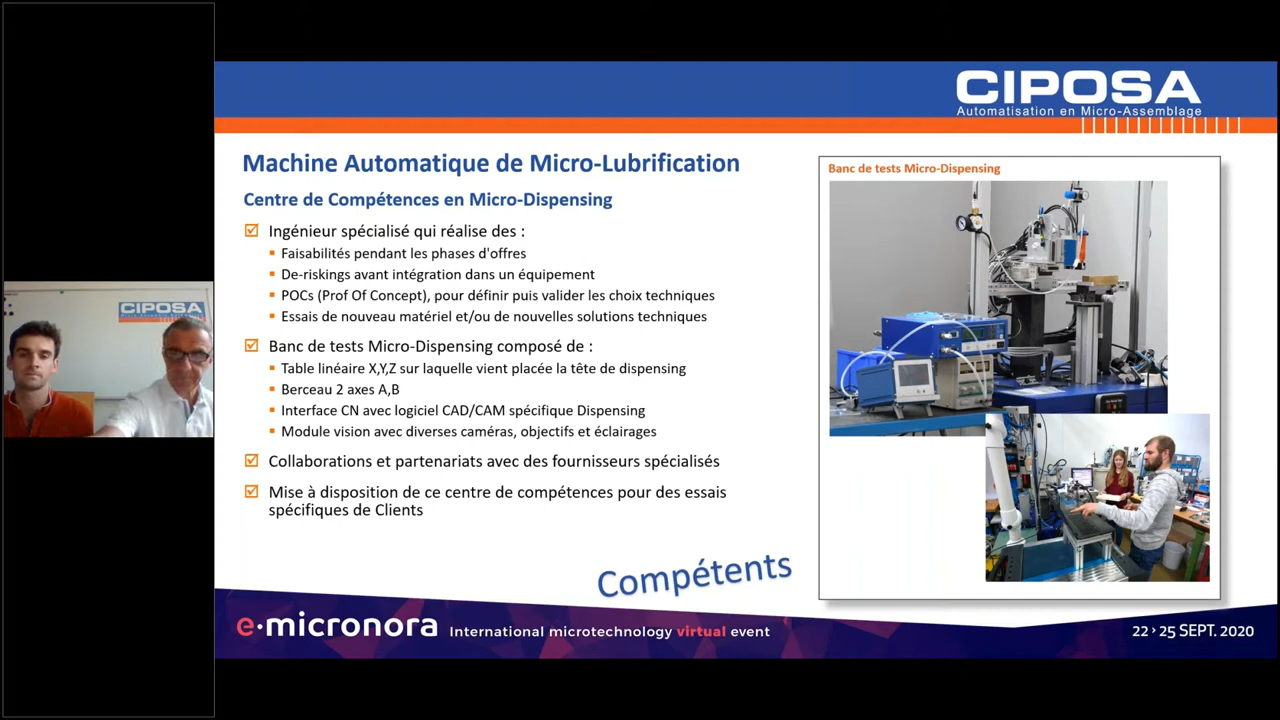 CIPOSA
Automatisation en Micro-Assemblage
Machine Automatique de Micro-Lubrification
Centre de Compétences en Micro-Dispensing
Ingénieur spécialisé qui réalise des :
Faisabilités pendant les phases d'offres
De-riskings avant intégration dans un équipement
POCs (Prof Of Concept), pour définir puis valider les choix techniques
Essais de nouveau matériel et/ou de nouvelles solutions techniques
Banc de tests Micro-Dispensing composé de :
Table linéaire X,Y,Z sur laquelle vient placée la tête de dispensing
Berceau 2 axes A,B
Interface CN avec logiciel CAD/CAM spécifique Dispensing
Module vision avec diverses caméras, objectifs et éclairages
Collaborations et partenariats avec des fournisseurs spécialisés
Mise à disposition de ce centre de compétences pour des essais
spécifiques de Clients
Banc de tests Micro-Dispensing
CIPOSA
Compétents
e·micronora International microtechnology virtual event
22 › 25 SEPT. 2020